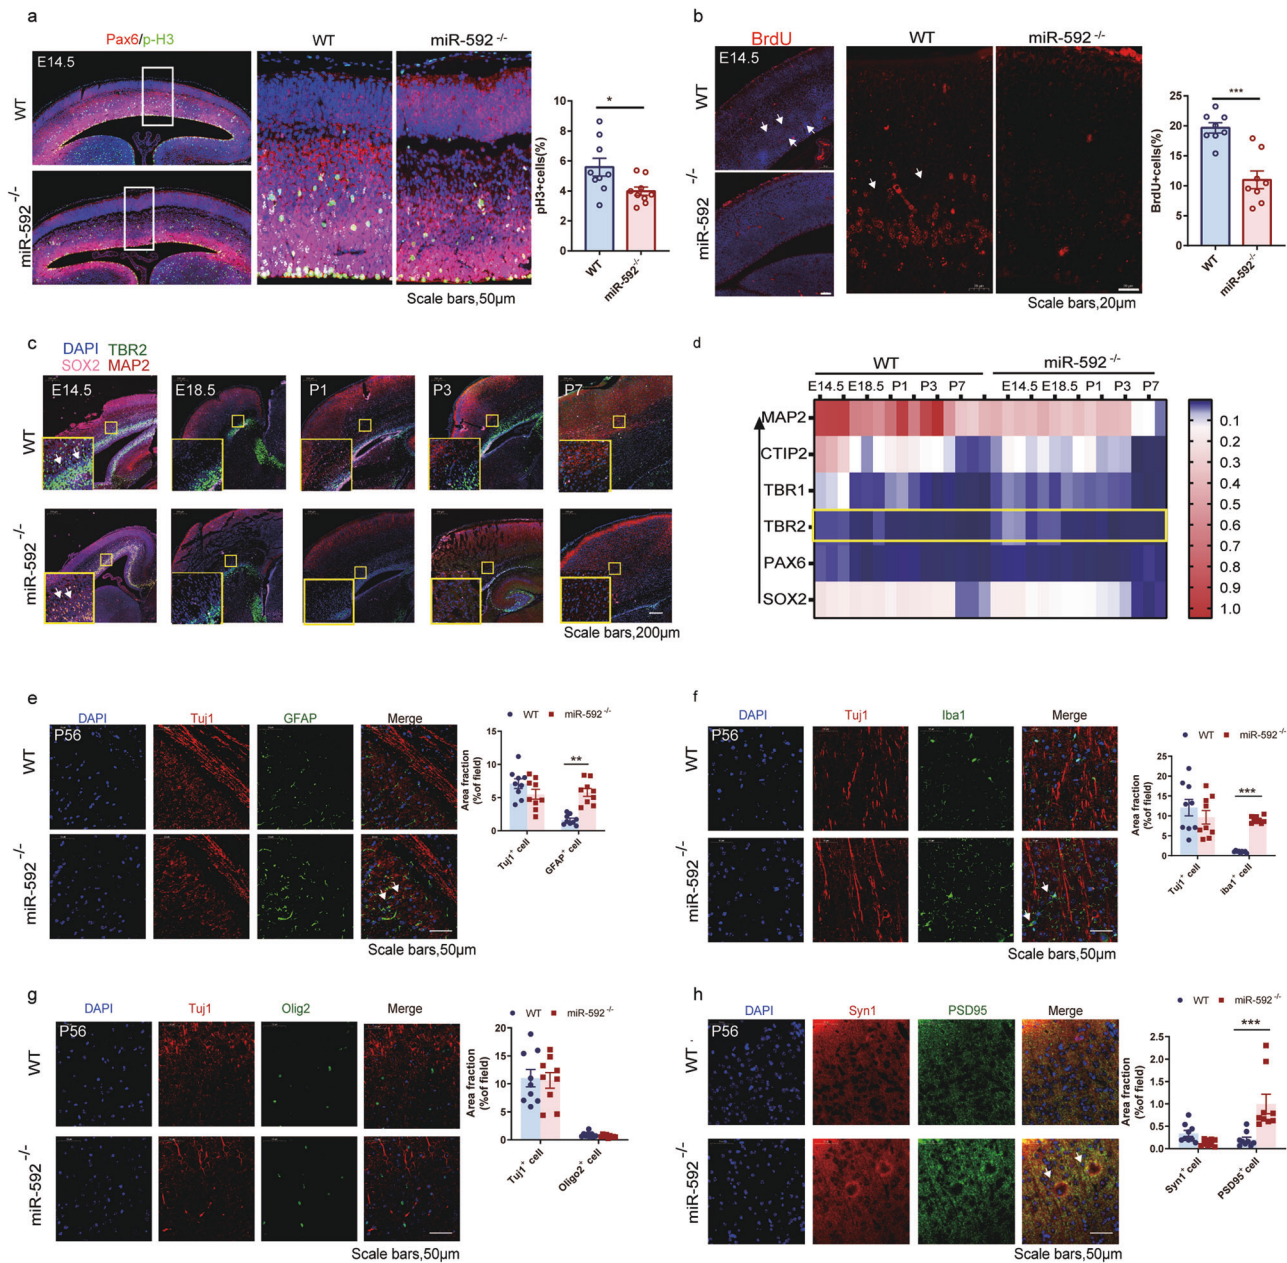 a
Pax6/p-H3
WT
miR-592 -/-
E14.5
WT
miR-592 -/-
Scale bars,50μm
pH3+cells(%)
10
8
6
4
2
0
*
WT
miR-592-/-
b
BrdU
WT
miR-592 -/-
E14.5
WT
miR-592 -/-
Scale bars,20μm
BrdU+cells(%)
25
20
15
10
5
0
***
WT
miR-592-/-
c
DAPI TBR2
SOX2 MAP2
E14.5 E18.5 P1 P3 P7
WT
miR-592 -/-
Scale bars,200μm
d
WT miR-592 -/-
E14.5 E18.5 P1 P3 P7 E14.5 E18.5 P1 P3 P7
MAP2
CTIP2
TBR1
TBR2
PAX6
SOX2
0.1
0.2
0.3
0.4
0.5
0.6
0.7
0.8
0.9
1.0
e
DAPI Tuj1 GFAP Merge
P56
WT
miR-592 -/-
Scale bars,50μm
WT miR-592 -/-
Area fraction
(%of field)
15
10
5
0
**
Tuj1+ cell
GFAP+ cell
f
DAPI Tuj1 Iba1 Merge
P56
WT
miR-592 -/-
Scale bars,50μm
WT miR-592 -/-
Area fraction
(%of field)
25
20
15
10
5
0
***
Tuj1+ cell
iba1+ cell
g
DAPI Tuj1 Olig2 Merge
P56
WT
miR-592 -/-
Scale bars,50μm
WT miR-592 -/-
Area fraction
(%of field)
20
15
10
5
0
Tuj1+ cell
Oligo2+ cell
h
DAPI Syn1 PSD95 Merge
P56
WT
miR-592 -/-
Scale bars,50μm
WT miR-592 -/-
Area fraction
(%of field)
2.5
2.0
1.5
1.0
0.5
0.0
***
Syn1+ cell
PSD95+ cell